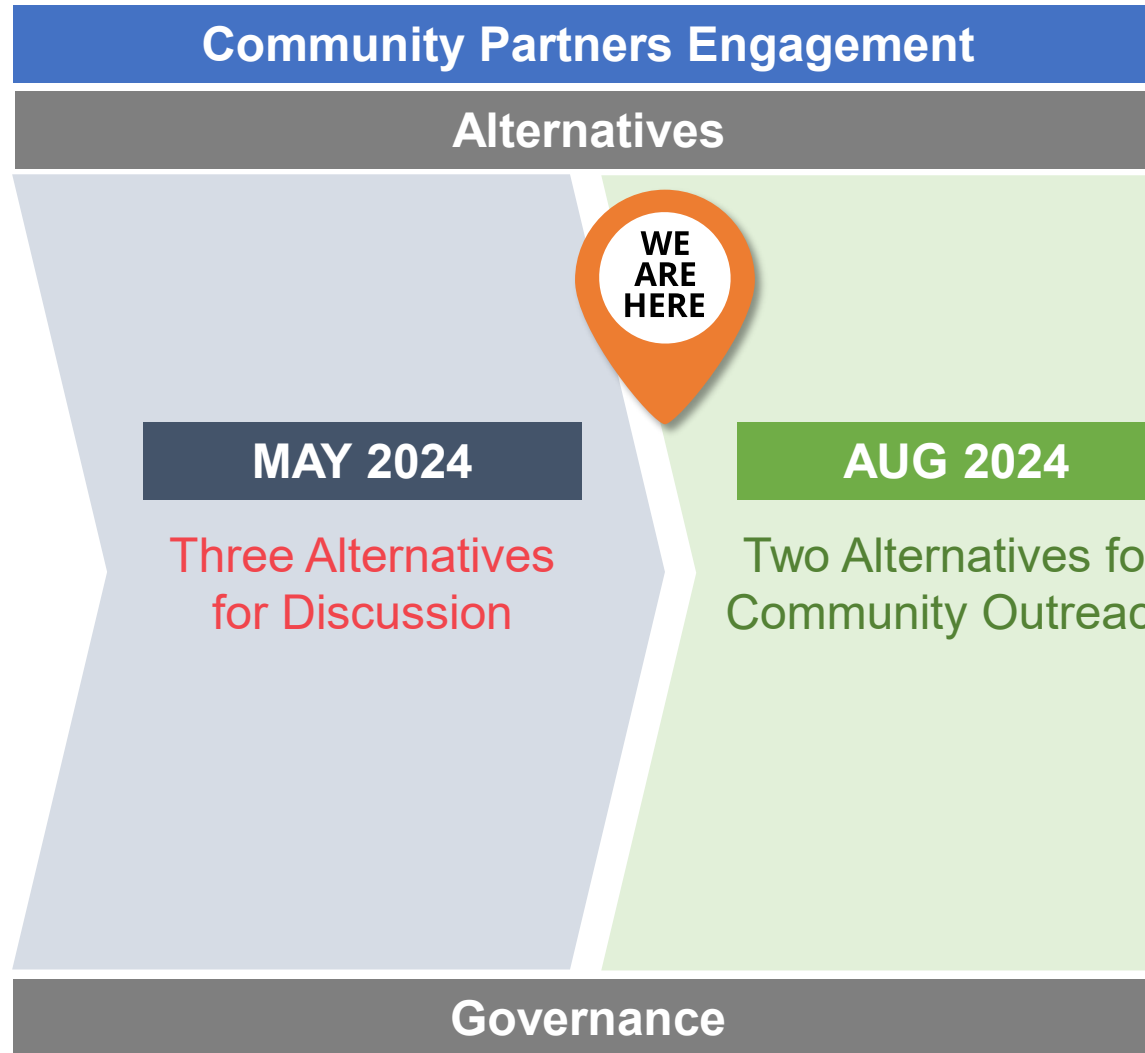 Community Partners Engagement
Alternatives
WE
ARE
HERE
MAY 2024
Three Alternatives
for Discussion
AUG 2024
Two Alternatives
Community
Governance